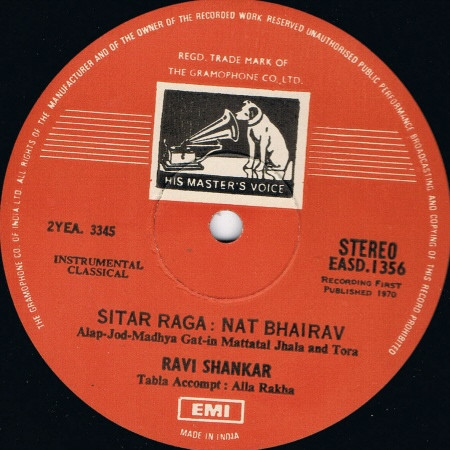 ALL RIGHTS OF THE MANUFACTURER AND OF THE OWNER OF THE RECORDED WORK RESERVED UNAUTHORISED PUBLIC PERFORMANCE BROADCASTING AND COPYING OF THIS RECORD PROHIBITED
THE GRAMOPHONE CO. OF INDIA LTD.
REGD. TRADE MARK OF
THE GRAMOPHONE CO., LTD.
HIS MASTER'S VOICE
2YEA. 3345
INSTRUMENTAL
CLASSICAL
STEREO
EASD.1356
RECORDING FIRST
PUBLISHED 1970
SITAR RAGA : NAT BHAIRAV
Alap-Jod-Madhya Gat-in Mattatal Jhala and Tora
RAVI SHANKAR
Tabla Accompt : Alla Rakha
EMI
MADE IN INDIA